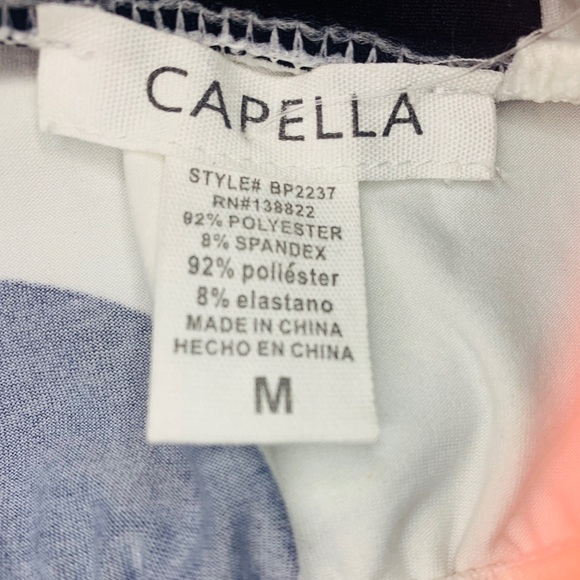 CAPELLA
STYLE# BP2237
RN#138822
92% POLYESTER
8% SPANDEX
92% poliéster
8% elastano
MADE IN CHINA
HECHO EN CHINA
M